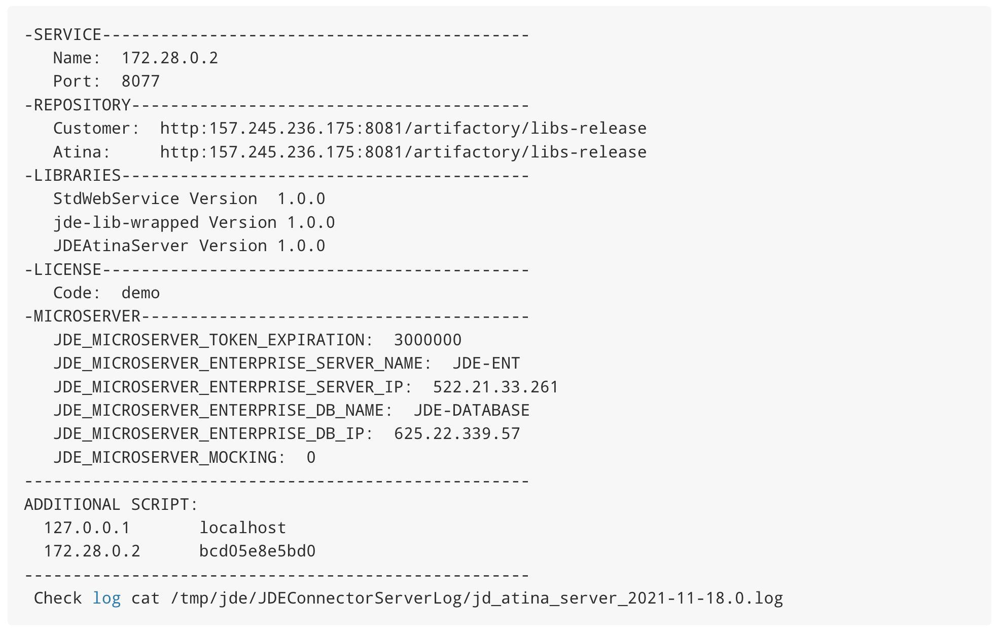 -SERVICE--------------------------------------------
   Name:  172.28.0.2
   Port:  8077
-REPOSITORY-----------------------------------------
   Customer:  http:157.245.236.175:8081/artifactory/libs-release
   Atina:     http:157.245.236.175:8081/artifactory/libs-release
-LIBRARIES------------------------------------------
   StdWebService Version  1.0.0
   jde-lib-wrapped Version 1.0.0
   JDEAtinaServer Version 1.0.0
-LICENSE--------------------------------------------
   Code:  demo
-MICROSERVER----------------------------------------
   JDE_MICROSERVER_TOKEN_EXPIRATION:  3000000
   JDE_MICROSERVER_ENTERPRISE_SERVER_NAME:  JDE-ENT
   JDE_MICROSERVER_ENTERPRISE_SERVER_IP:  522.21.33.261
   JDE_MICROSERVER_ENTERPRISE_DB_NAME:  JDE-DATABASE
   JDE_MICROSERVER_ENTERPRISE_DB_IP:  625.22.339.57
   JDE_MICROSERVER_MOCKING:  0
----------------------------------------------------
ADDITIONAL SCRIPT:
  127.0.0.1       localhost
  172.28.0.2      bcd05e8e5bd0
----------------------------------------------------
 Check log cat /tmp/jde/JDEConnectorServerLog/jd_atina_server_2021-11-18.0.log